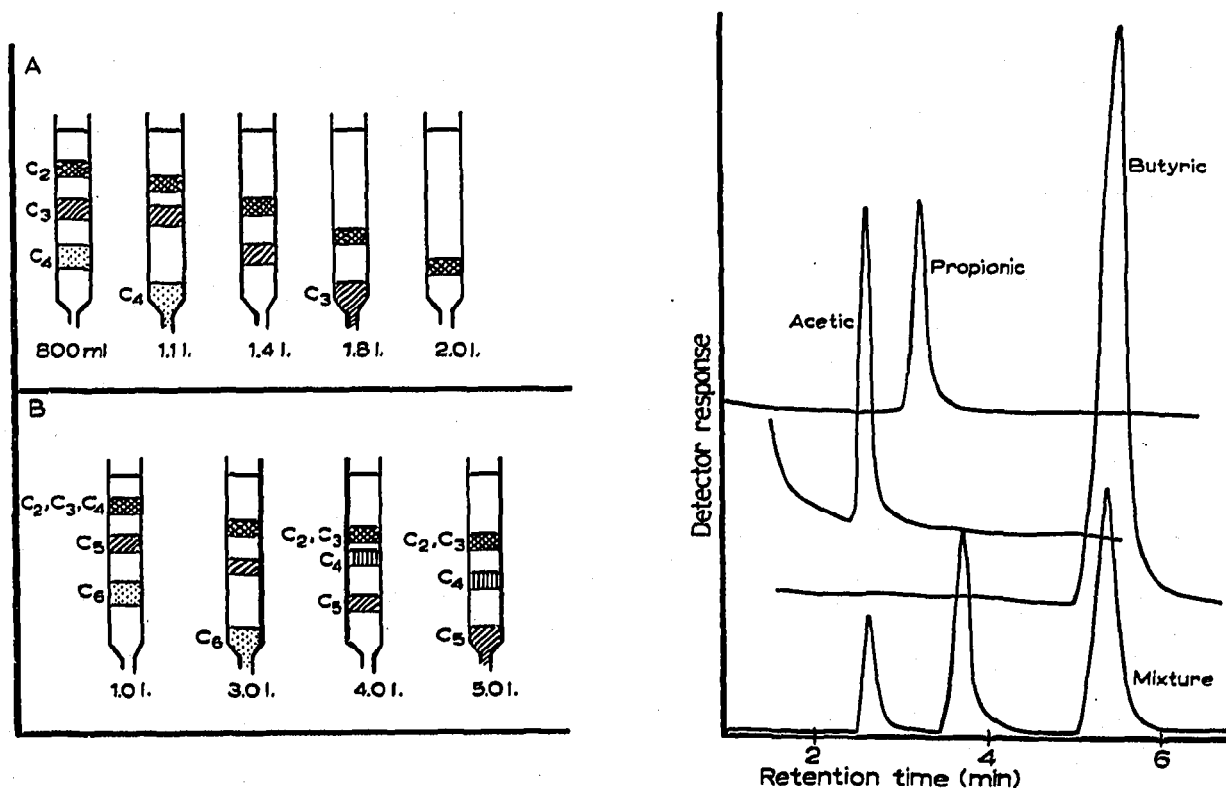 A
C2
C3
C4
C4
C3
800 ml 1.1 l. 1.4 l. 1.8 l. 2.0 l.
B
C2,C3,C4
C5
C6
C6
C2,C3
C4
C5
C2,C3
C4
C5
1.0 l. 3.0 l. 4.0 l. 5.0 l.
Detector response
Butyric
Propionic
Acetic
Mixture
2 4 6
Retention time (min)